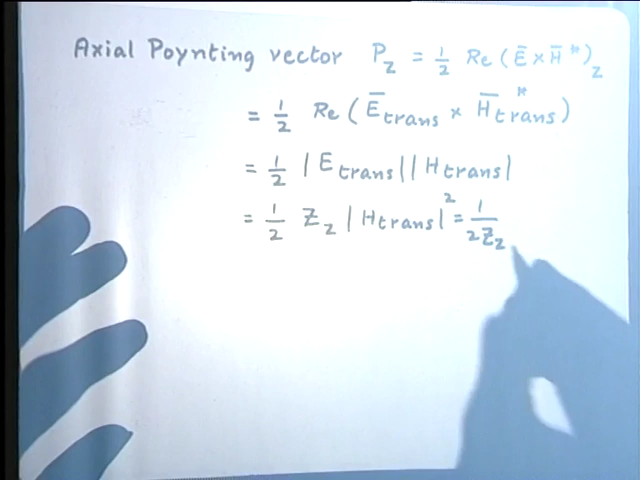 Axial Poynting vector P_z = 1/2 Re (Ē × H̄*)_z
= 1/2 Re ( Ē_trans × H̄*_trans )
= 1/2 | E_trans || H_trans |
= 1/2 Z_z | H_trans |² = 1/2Z_z